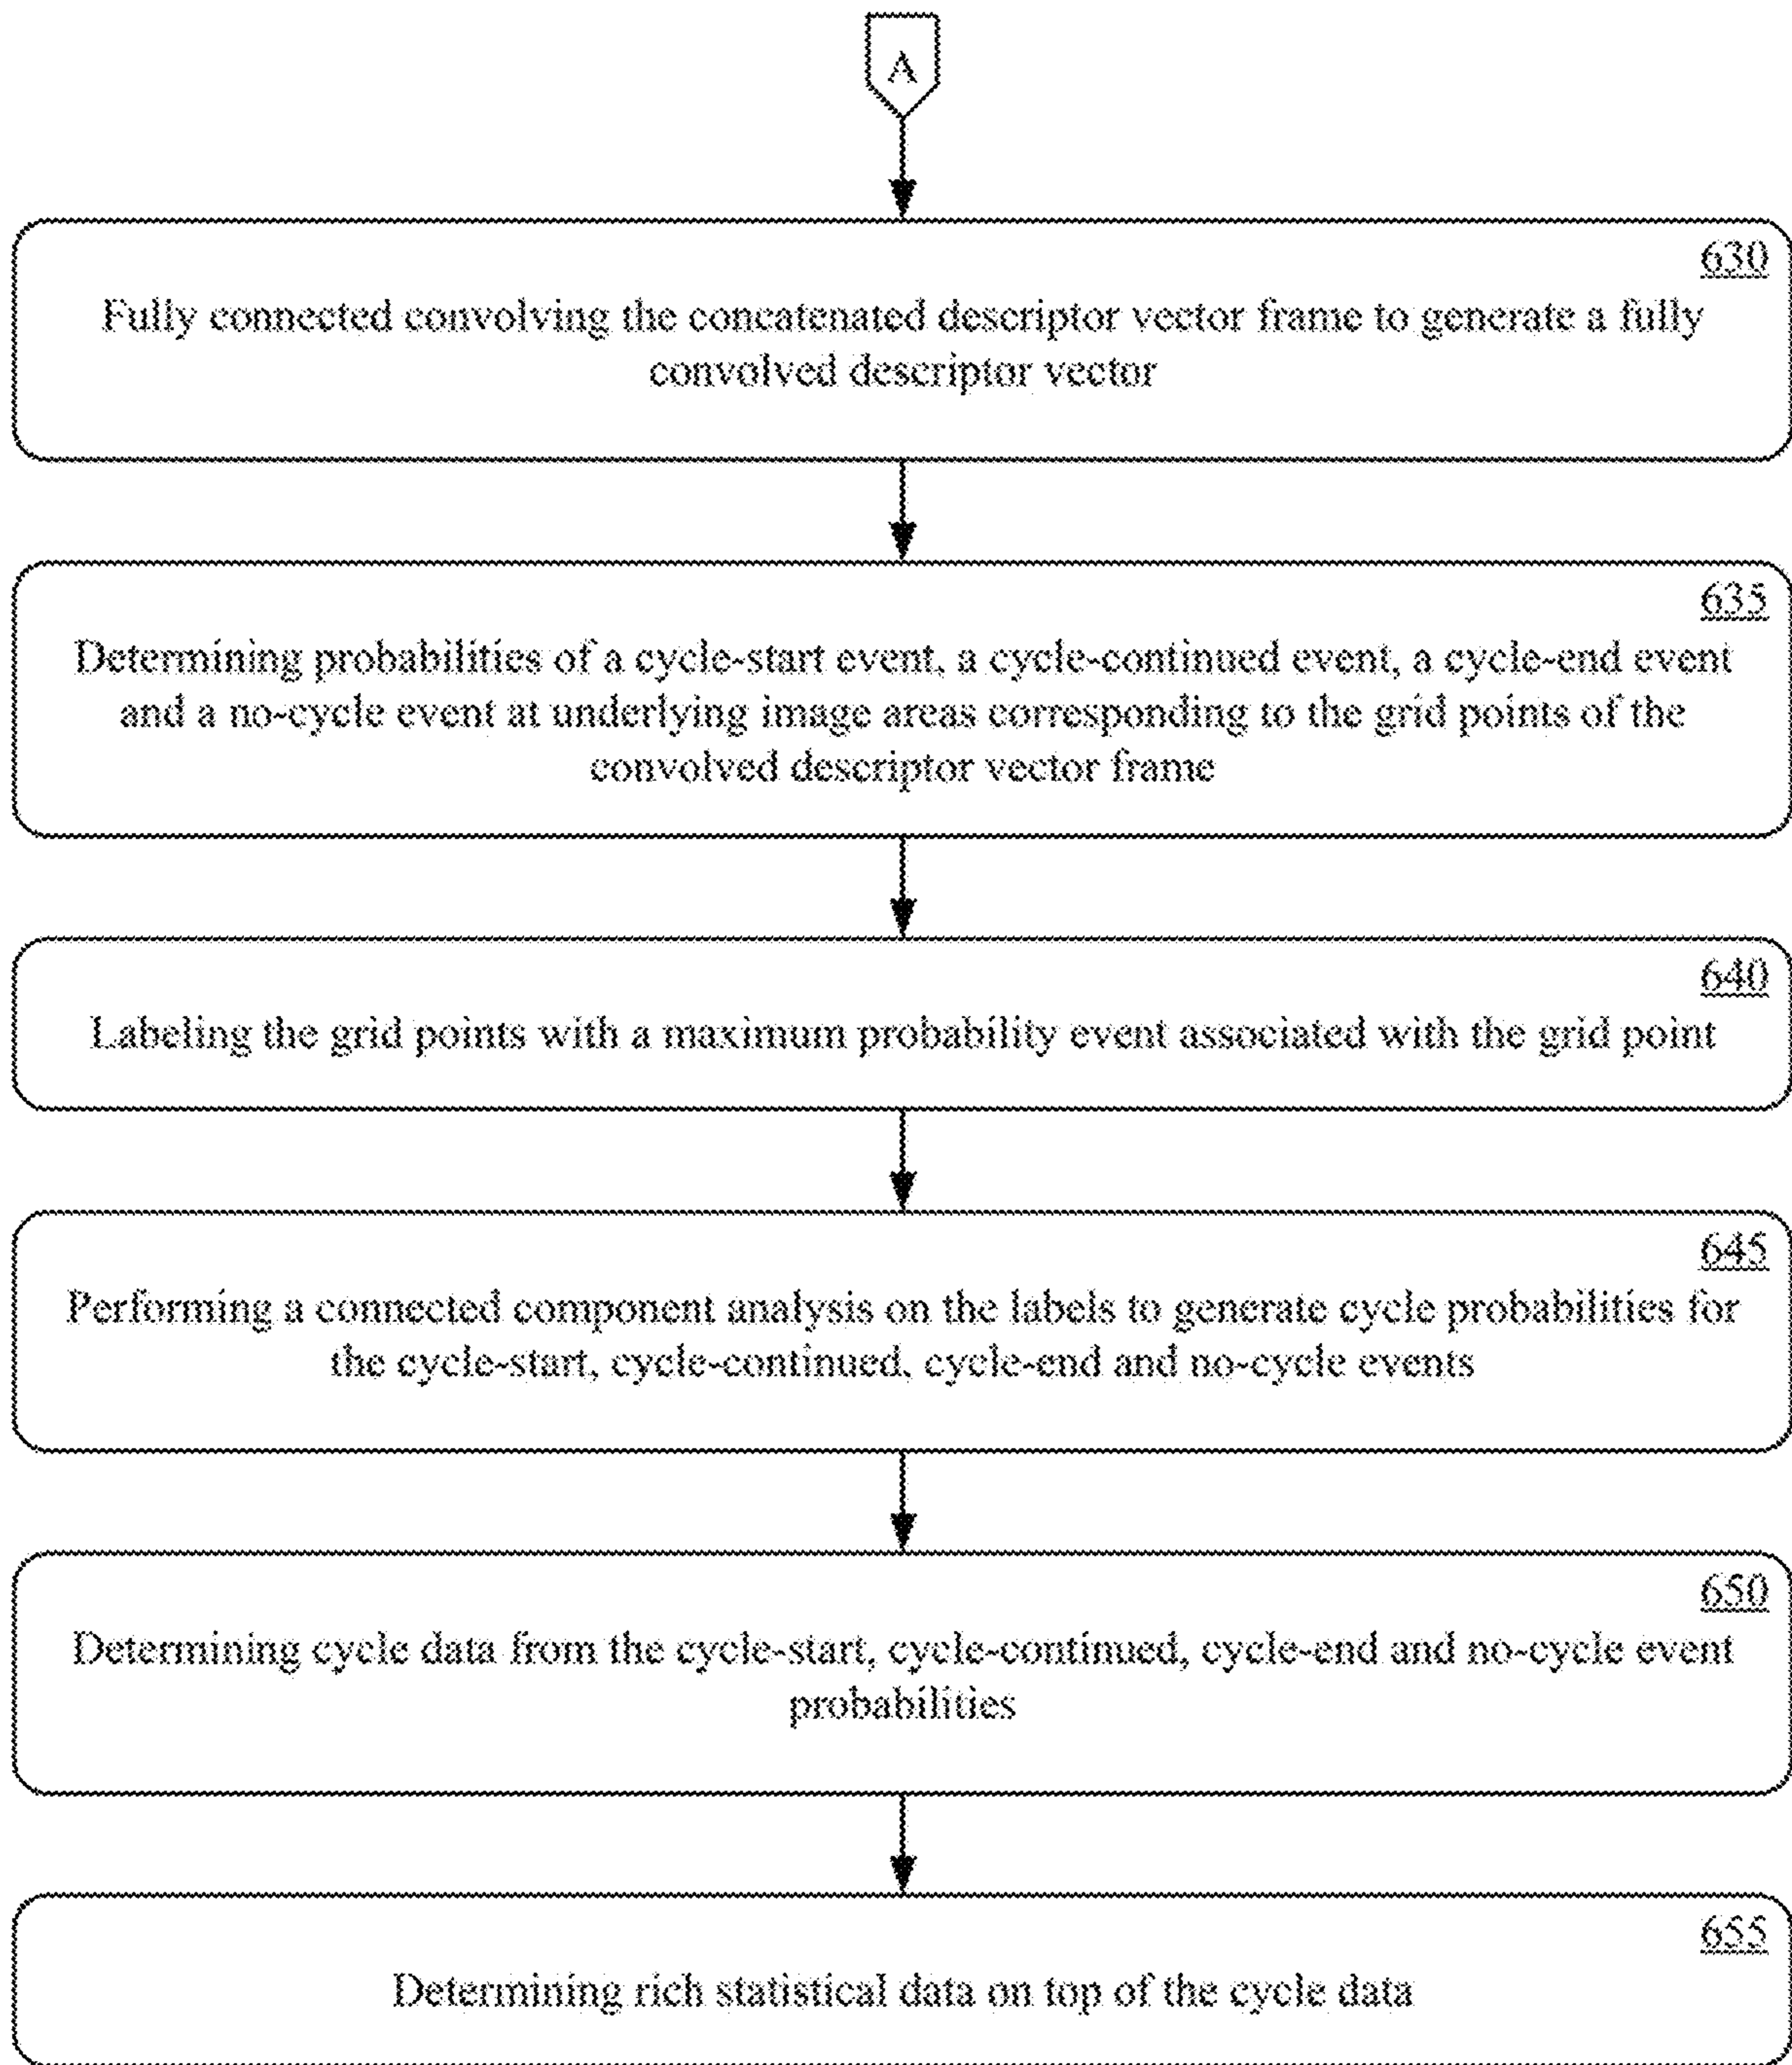 A
630
Fully connected convolving the concatenated descriptor vector frame to generate a fully
convolved descriptor vector
635
Determining probabilities of a cycle-start event, a cycle-continued event, a cycle-end event
and a no-cycle event at underlying image areas corresponding to the grid points of the
convolved descriptor vector frame
640
Labeling the grid points with a maximum probability event associated with the grid point
645
Performing a connected component analysis on the labels to generate cycle probabilities for
the cycle-start, cycle-continued, cycle-end and no-cycle events
650
Determining cycle data from the cycle-start, cycle-continued, cycle-end and no-cycle event
probabilities
655
Determining rich statistical data on top of the cycle data